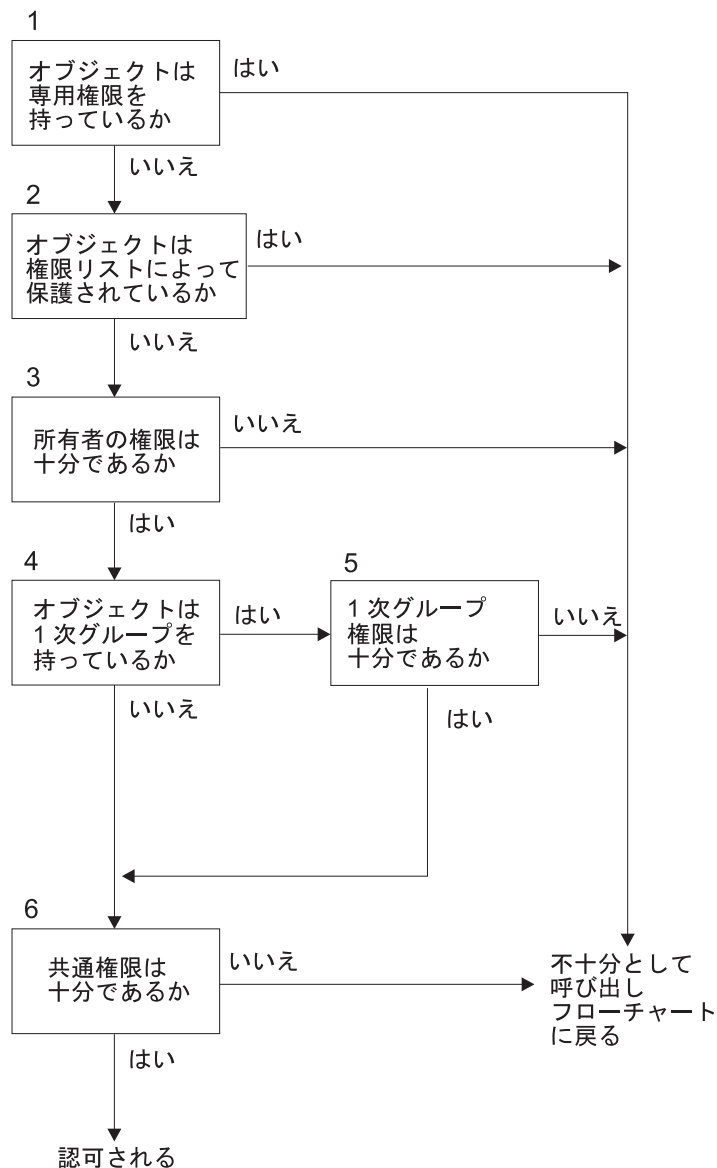 1
オブジェクトは
専用権限を
持っているか
はい
いいえ
2
オブジェクトは
権限リストによって
保護されているか
はい
いいえ
3
所有者の権限は
十分であるか
いいえ
はい
4
オブジェクトは
1次グループを
持っているか
はい
いいえ
5
1次グループ
権限は
十分であるか
いいえ
はい
6
共通権限は
十分であるか
いいえ
はい
不十分として
呼び出し
フローチャート
に戻る
認可される